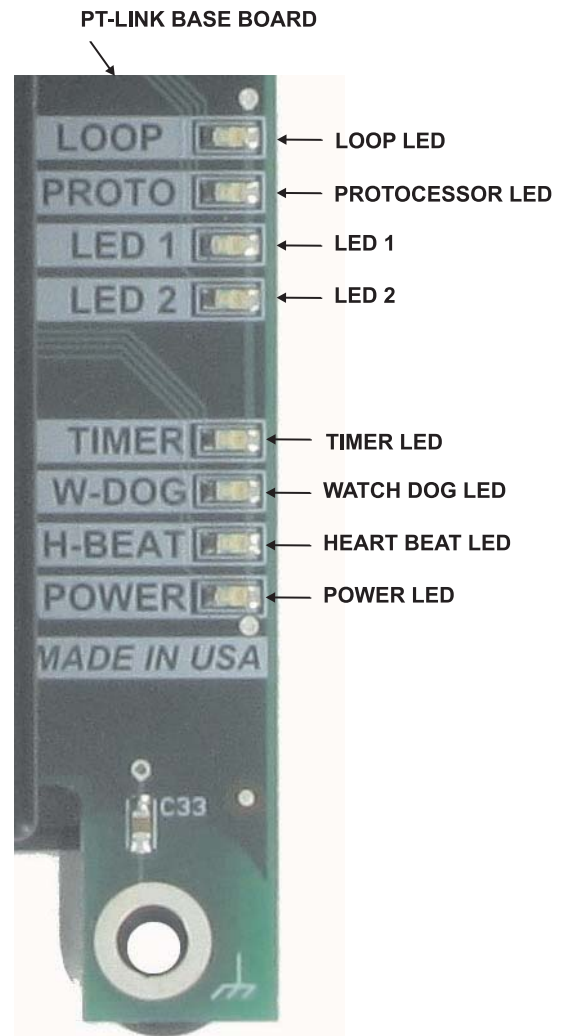 PT-LINK BASE BOARD
LOOP LOOP LED
PROTO PROTOCESSOR LED
LED 1 LED 1
LED 2 LED 2
TIMER TIMER LED
W-DOG WATCH DOG LED
H-BEAT HEART BEAT LED
POWER POWER LED
MADE IN USA
C33